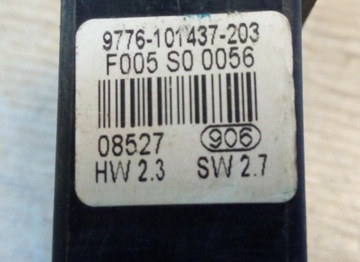 9776-101437-203
F005 S0 0056
08527 906
HW 2.3 SW 2.7